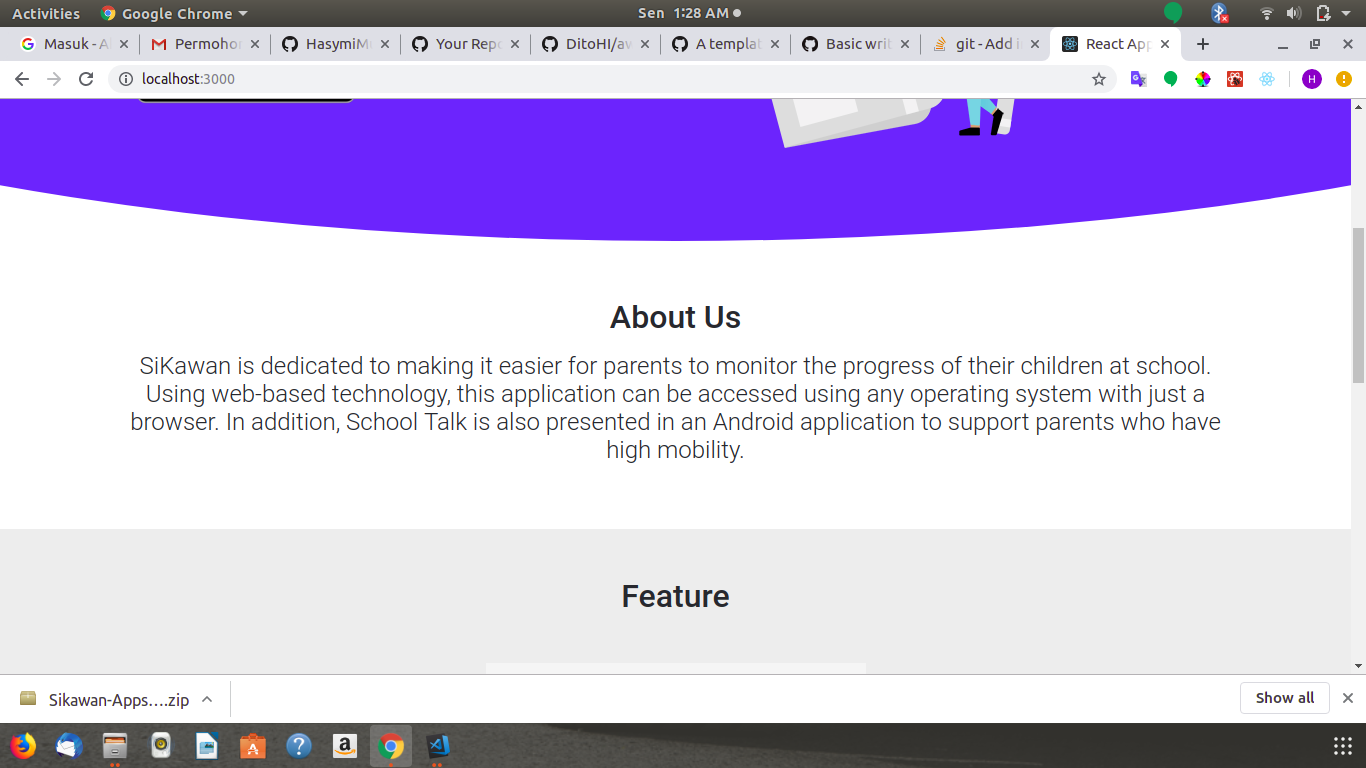 Activities Google Chrome Sen 1:28 AM
Masuk - A Permohon HasymiM Your Repo DitoHI/aw A templat Basic writ git - Add i React App
localhost:3000 H
About Us
SiKawan is dedicated to making it easier for parents to monitor the progress of their children at school.
Using web-based technology, this application can be accessed using any operating system with just a
browser. In addition, School Talk is also presented in an Android application to support parents who have
high mobility.
Feature
Sikawan-Apps....zip Show all